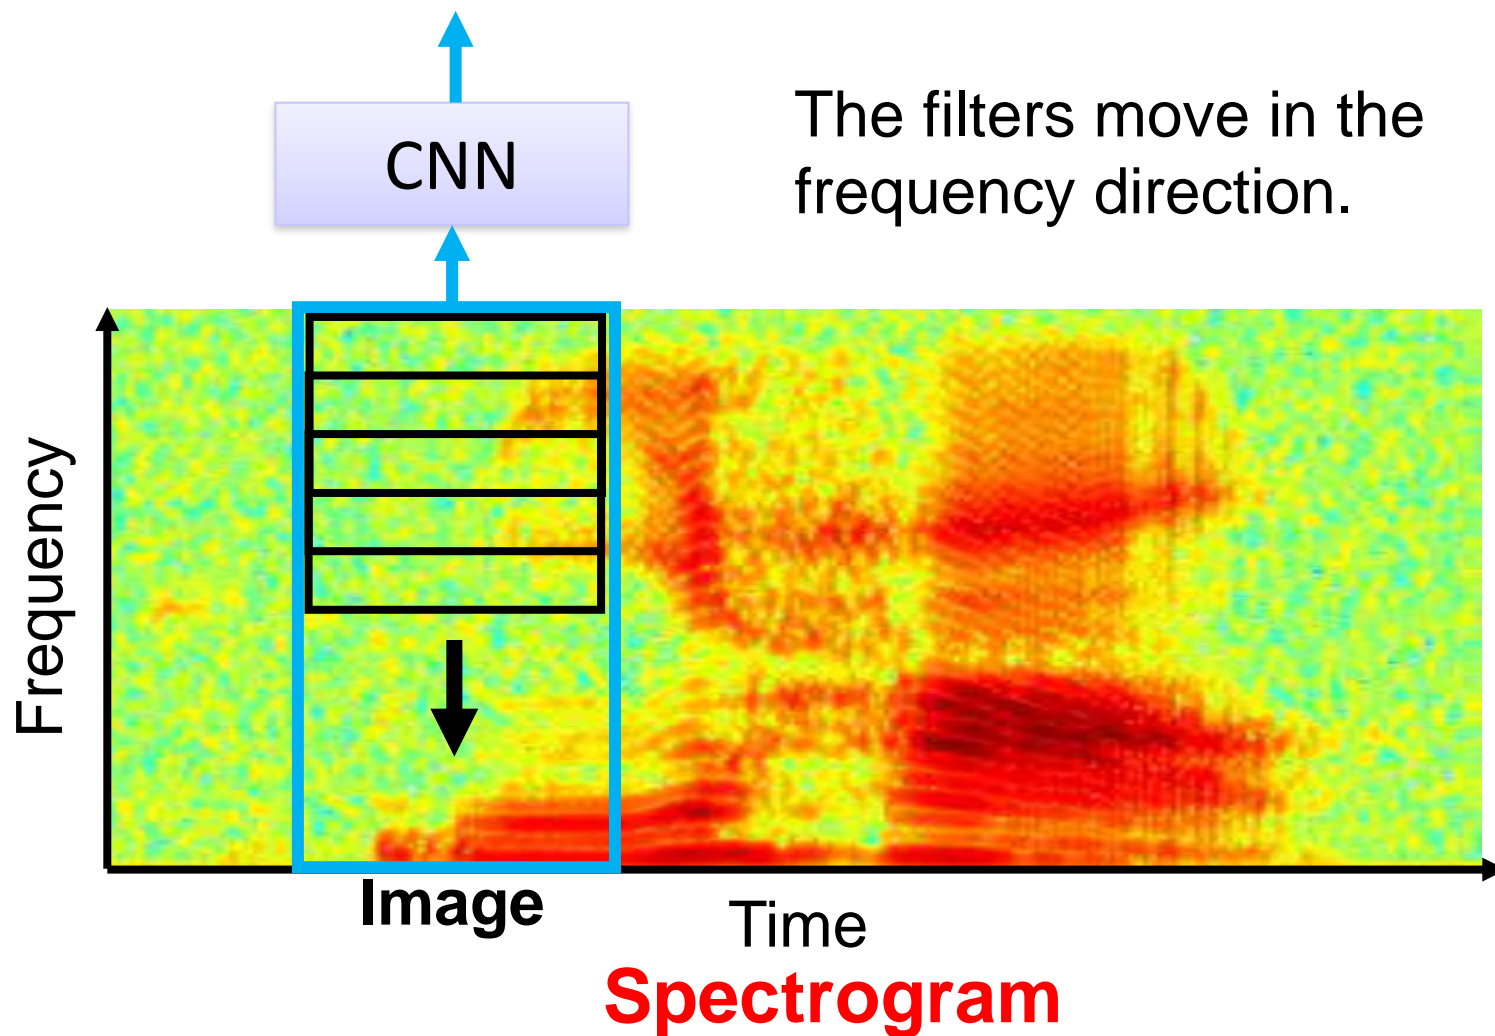 CNN
The filters move in the
frequency direction.
Frequency
Image
Time
Spectrogram